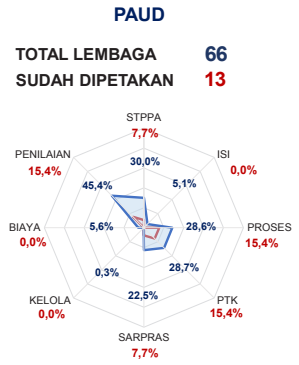 PAUD
TOTAL LEMBAGA 66
SUDAH DIPETAKAN 13
STPPA
7,7%
PENILAIAN
15,4%
ISI
0,0%
30,0%
45,4%
5,1%
BIAYA
0,0%
5,6%
28,6%
PROSES
15,4%
0,3%
28,7%
22,5%
KELOLA
0,0%
PTK
15,4%
SARPRAS
7,7%